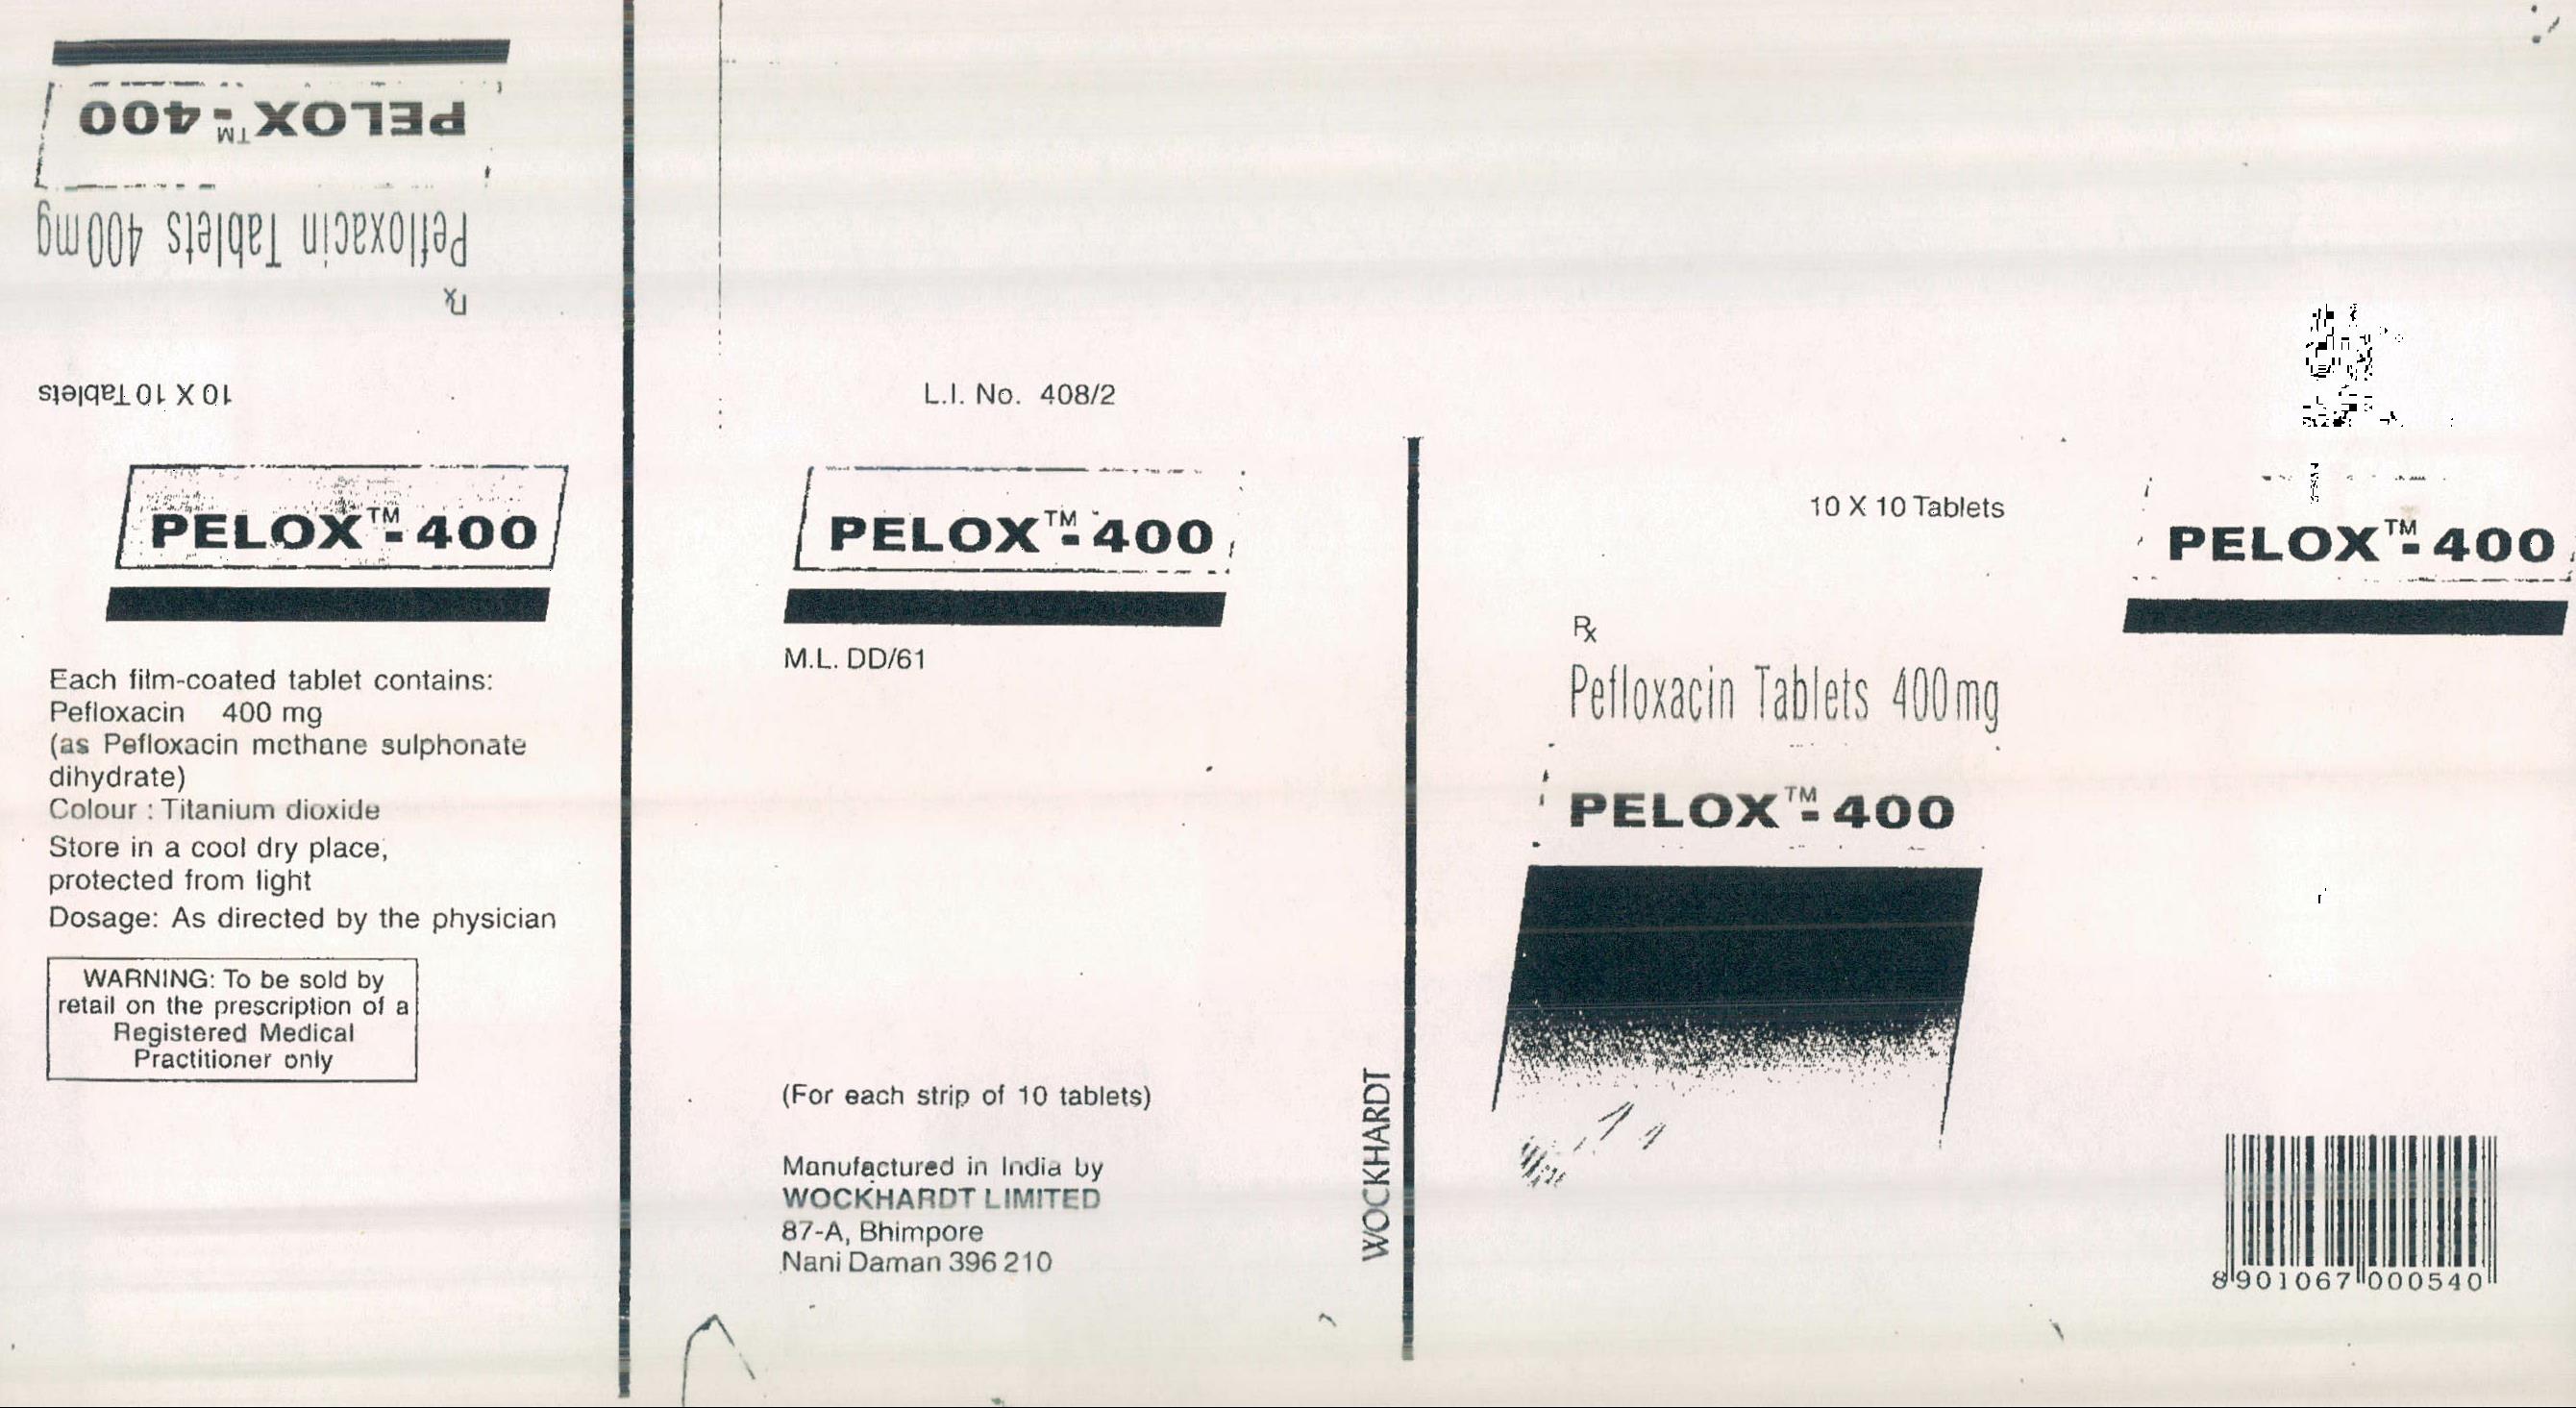 PELOX™-400
Pefloxacin Tablets 400mg
Rx
10 X 10 Tablets
PELOX™-400
Each film-coated tablet contains:
Pefloxacin 400 mg
(as Pefloxacin methane sulphonate
dihydrate)
Colour : Titanium dioxide
Store in a cool dry place,
protected from light
Dosage: As directed by the physician
WARNING: To be sold by
retail on the prescription of a
Registered Medical
Practitioner only
L.I. No. 408/2
PELOX™-400
M.L. DD/61
(For each strip of 10 tablets)
Manufactured in India by
WOCKHARDT LIMITED
87-A, Bhimpore
Nani Daman 396 210
WOCKHARDT
10 X 10 Tablets
Rx
Pefloxacin Tablets 400mg
PELOX™-400
PELOX™-400
8 901067 000540